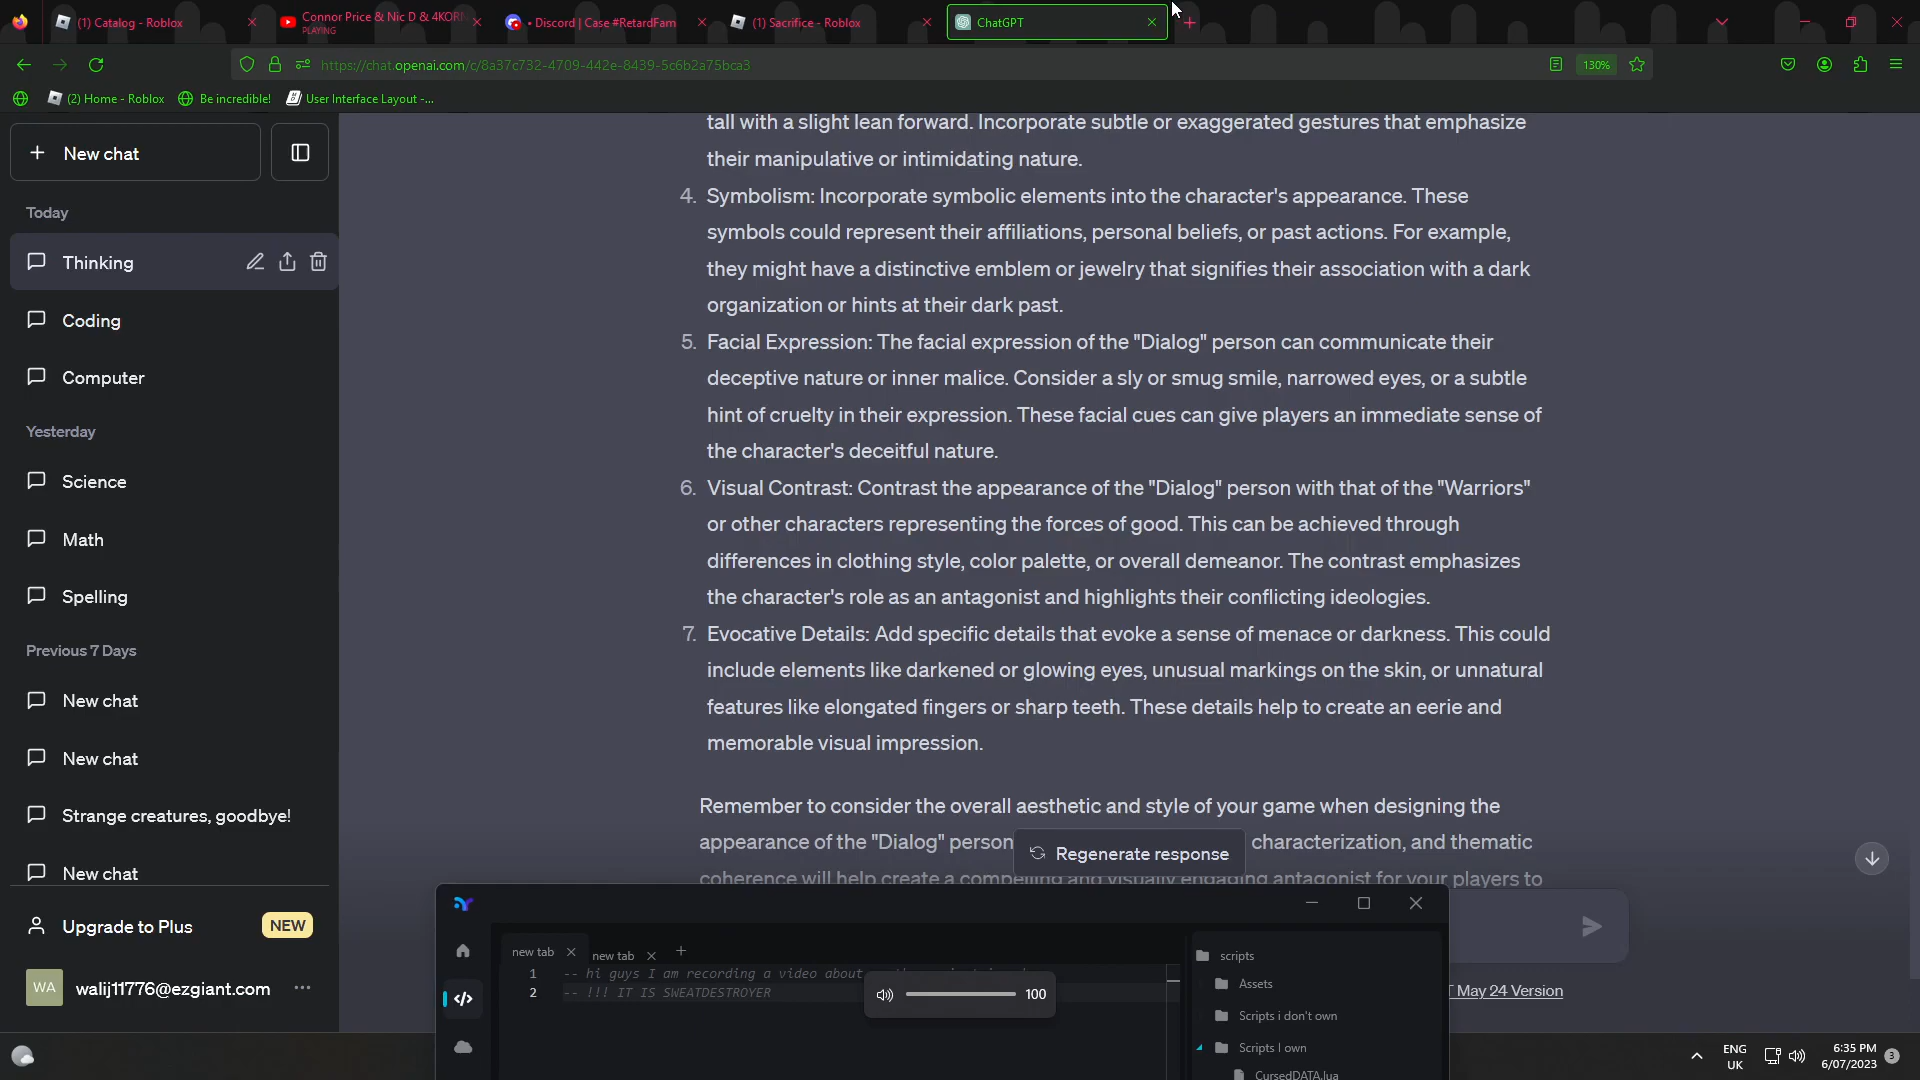 (1) Catalog - Roblox
Connor Price & Nic D & 4KORN
PLAYING
• Discord | Case #RetardFam
(1) Sacrifice - Roblox
ChatGPT
https://chat.openai.com/c/8a37c732-4709-442e-8439-5c6b2a75bca3
130%
(2) Home - Roblox
Be incredible!
User Interface Layout -...
New chat
Today
Thinking
Coding
Computer
Yesterday
Science
Math
Spelling
Previous 7 Days
New chat
New chat
Strange creatures, goodbye!
New chat
Upgrade to Plus
NEW
WA
walij11776@ezgiant.com
tall with a slight lean forward. Incorporate subtle or exaggerated gestures that emphasize
their manipulative or intimidating nature.
4. Symbolism: Incorporate symbolic elements into the character's appearance. These
symbols could represent their affiliations, personal beliefs, or past actions. For example,
they might have a distinctive emblem or jewelry that signifies their association with a dark
organization or hints at their dark past.
5. Facial Expression: The facial expression of the "Dialog" person can communicate their
deceptive nature or inner malice. Consider a sly or smug smile, narrowed eyes, or a subtle
hint of cruelty in their expression. These facial cues can give players an immediate sense of
the character's deceitful nature.
6. Visual Contrast: Contrast the appearance of the "Dialog" person with that of the "Warriors"
or other characters representing the forces of good. This can be achieved through
differences in clothing style, color palette, or overall demeanor. The contrast emphasizes
the character's role as an antagonist and highlights their conflicting ideologies.
7. Evocative Details: Add specific details that evoke a sense of menace or darkness. This could
include elements like darkened or glowing eyes, unusual markings on the skin, or unnatural
features like elongated fingers or sharp teeth. These details help to create an eerie and
memorable visual impression.
Remember to consider the overall aesthetic and style of your game when designing the
appearance of the "Dialog" person characterization, and thematic
Regenerate response
coherence will help create a compelling and visually engaging antagonist for your players to
new tab
new tab
1 -- hi guys I am recording a video about
2 -- !!! IT IS SWEATDESTROYER
100
scripts
Assets
Scripts i don't own
Scripts I own
CursedDATA.lua
May 24 Version
ENG
UK
6:35 PM
6/07/2023
3